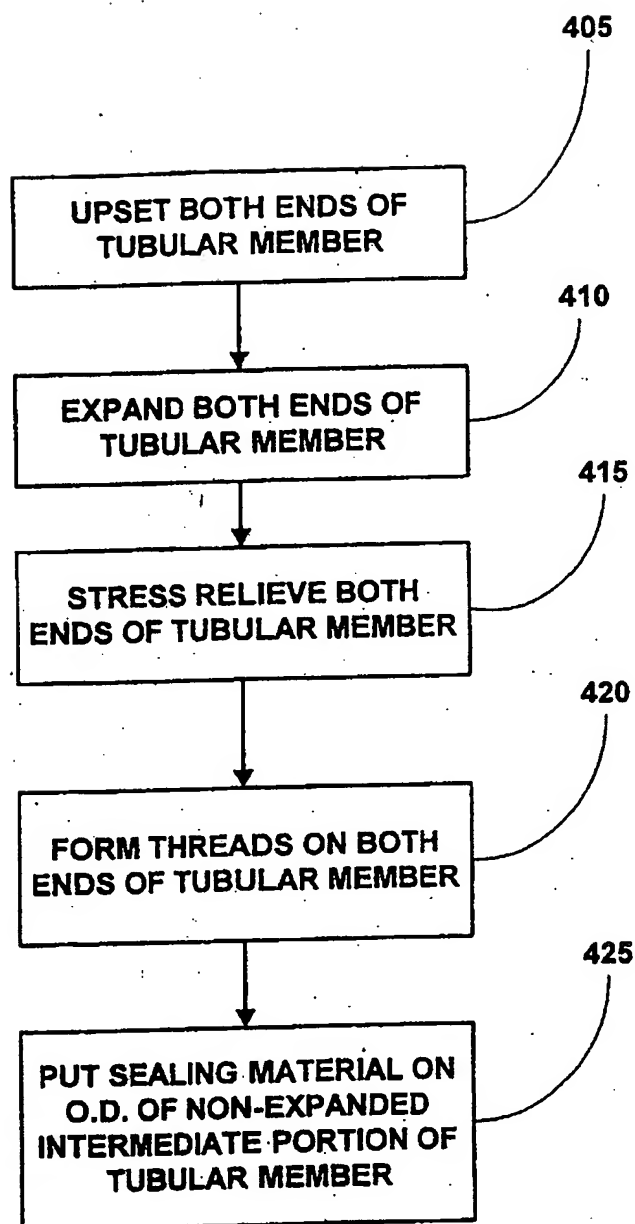 405
UPSET BOTH ENDS OF
TUBULAR MEMBER
410
EXPAND BOTH ENDS OF
TUBULAR MEMBER
415
STRESS RELIEVE BOTH
ENDS OF TUBULAR MEMBER
420
FORM THREADS ON BOTH
ENDS OF TUBULAR MEMBER
425
PUT SEALING MATERIAL ON
O.D. OF NON-EXPANDED
INTERMEDIATE PORTION OF
TUBULAR MEMBER